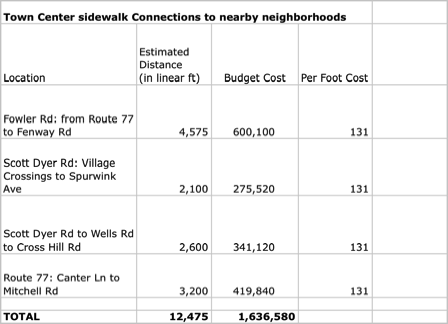 Town Center sidewalk Connections to nearby neighborhoods
Estimated
Distance
Location (in linear ft) Budget Cost Per Foot Cost
Fowler Rd: from Route 77
to Fenway Rd 4,575 600,100 131
Scott Dyer Rd: Village
Crossings to Spurwink
Ave 2,100 275,520 131
Scott Dyer Rd to Wells Rd
to Cross Hill Rd 2,600 341,120 131
Route 77: Canter Ln to
Mitchell Rd 3,200 419,840 131
TOTAL 12,475 1,636,580